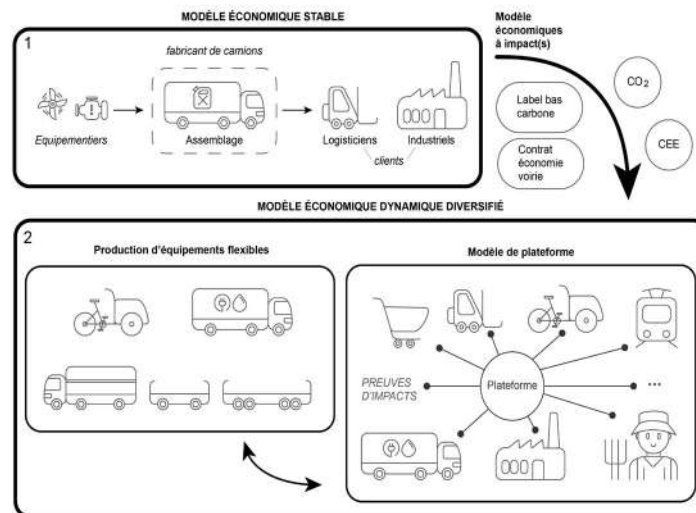 MODÈLE ÉCONOMIQUE STABLE
1
fabricant de camions
Equipementiers
Assemblage
Logisticiens
Industriels
clients
Modèle
économiques
à impact(s)
CO₂
Label bas
carbone
CEE
Contrat
économie
voirie
MODÈLE ÉCONOMIQUE DYNAMIQUE DIVERSIFIÉ
2
Production d'équipements flexibles
Modèle de plateforme
PREUVES
D'IMPACTS
Plateforme
...